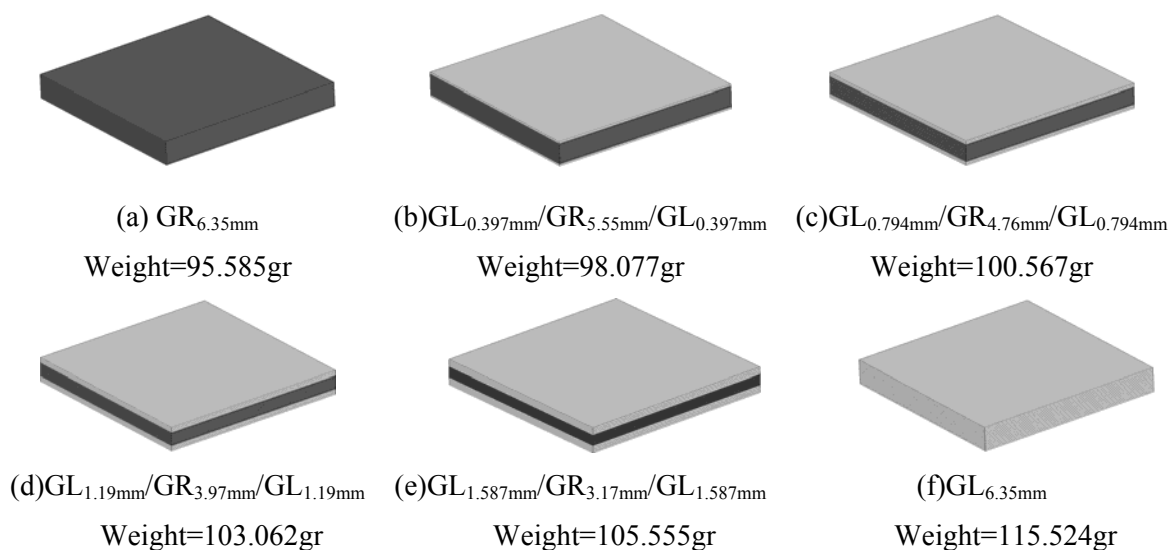 (a) GR6.35mm
(b)GL0.397mm/GR5.55mm/GL0.397mm
(c)GL0.794mm/GR4.76mm/GL0.794mm
Weight=95.585gr
Weight=98.077gr
Weight=100.567gr
(d)GL1.19mm/GR3.97mm/GL1.19mm
(e)GL1.587mm/GR3.17mm/GL1.587mm
(f)GL6.35mm
Weight=103.062gr
Weight=105.555gr
Weight=115.524gr